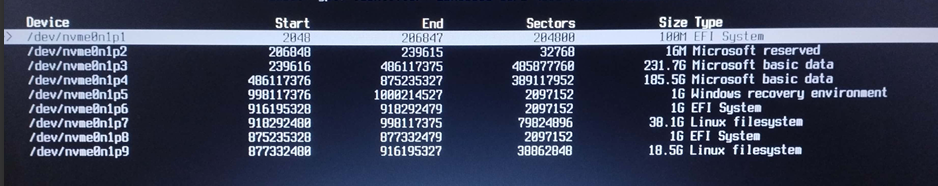 Device Start End Sectors Size Type
> /dev/nvme0n1p1 2048 206847 204800 100M EFI System
/dev/nvme0n1p2 206848 239615 32768 16M Microsoft reserved
/dev/nvme0n1p3 239616 486117375 485877760 231.7G Microsoft basic data
/dev/nvme0n1p4 486117376 875235327 389117952 185.5G Microsoft basic data
/dev/nvme0n1p5 998117376 1000214527 2097152 1G Windows recovery environment
/dev/nvme0n1p6 916195328 918292479 2097152 1G EFI System
/dev/nvme0n1p7 918292480 998117375 79824896 38.1G Linux filesystem
/dev/nvme0n1p8 875235328 877332479 2097152 1G EFI System
/dev/nvme0n1p9 877332480 916195327 38862848 18.5G Linux filesystem